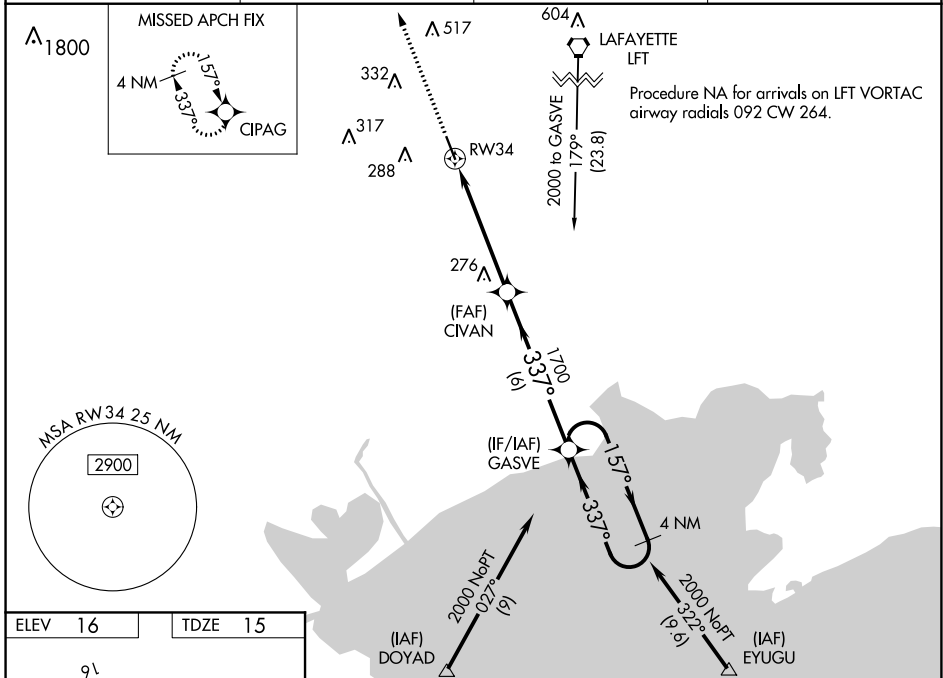 1800
MISSED APCH FIX
4 NM
157°
337°
CIPAG
517
332
317
288
RW34
604
LAFAYETTE
LFT
Procedure NA for arrivals on LFT VORTAC
airway radials 092 CW 264.
2000 to GASVE
179°
(23.8)
276
(FAF)
CIVAN
1700
337°
(6)
MSA RW34 25 NM
2900
(IF/IAF)
GASVE
157°
337°
4 NM
2000 NoPT
027°
(9)
2000 NoPT
322°
(9.6)
(IAF)
DOYAD
(IAF)
EYUGU
ELEV 16
TDZE 15